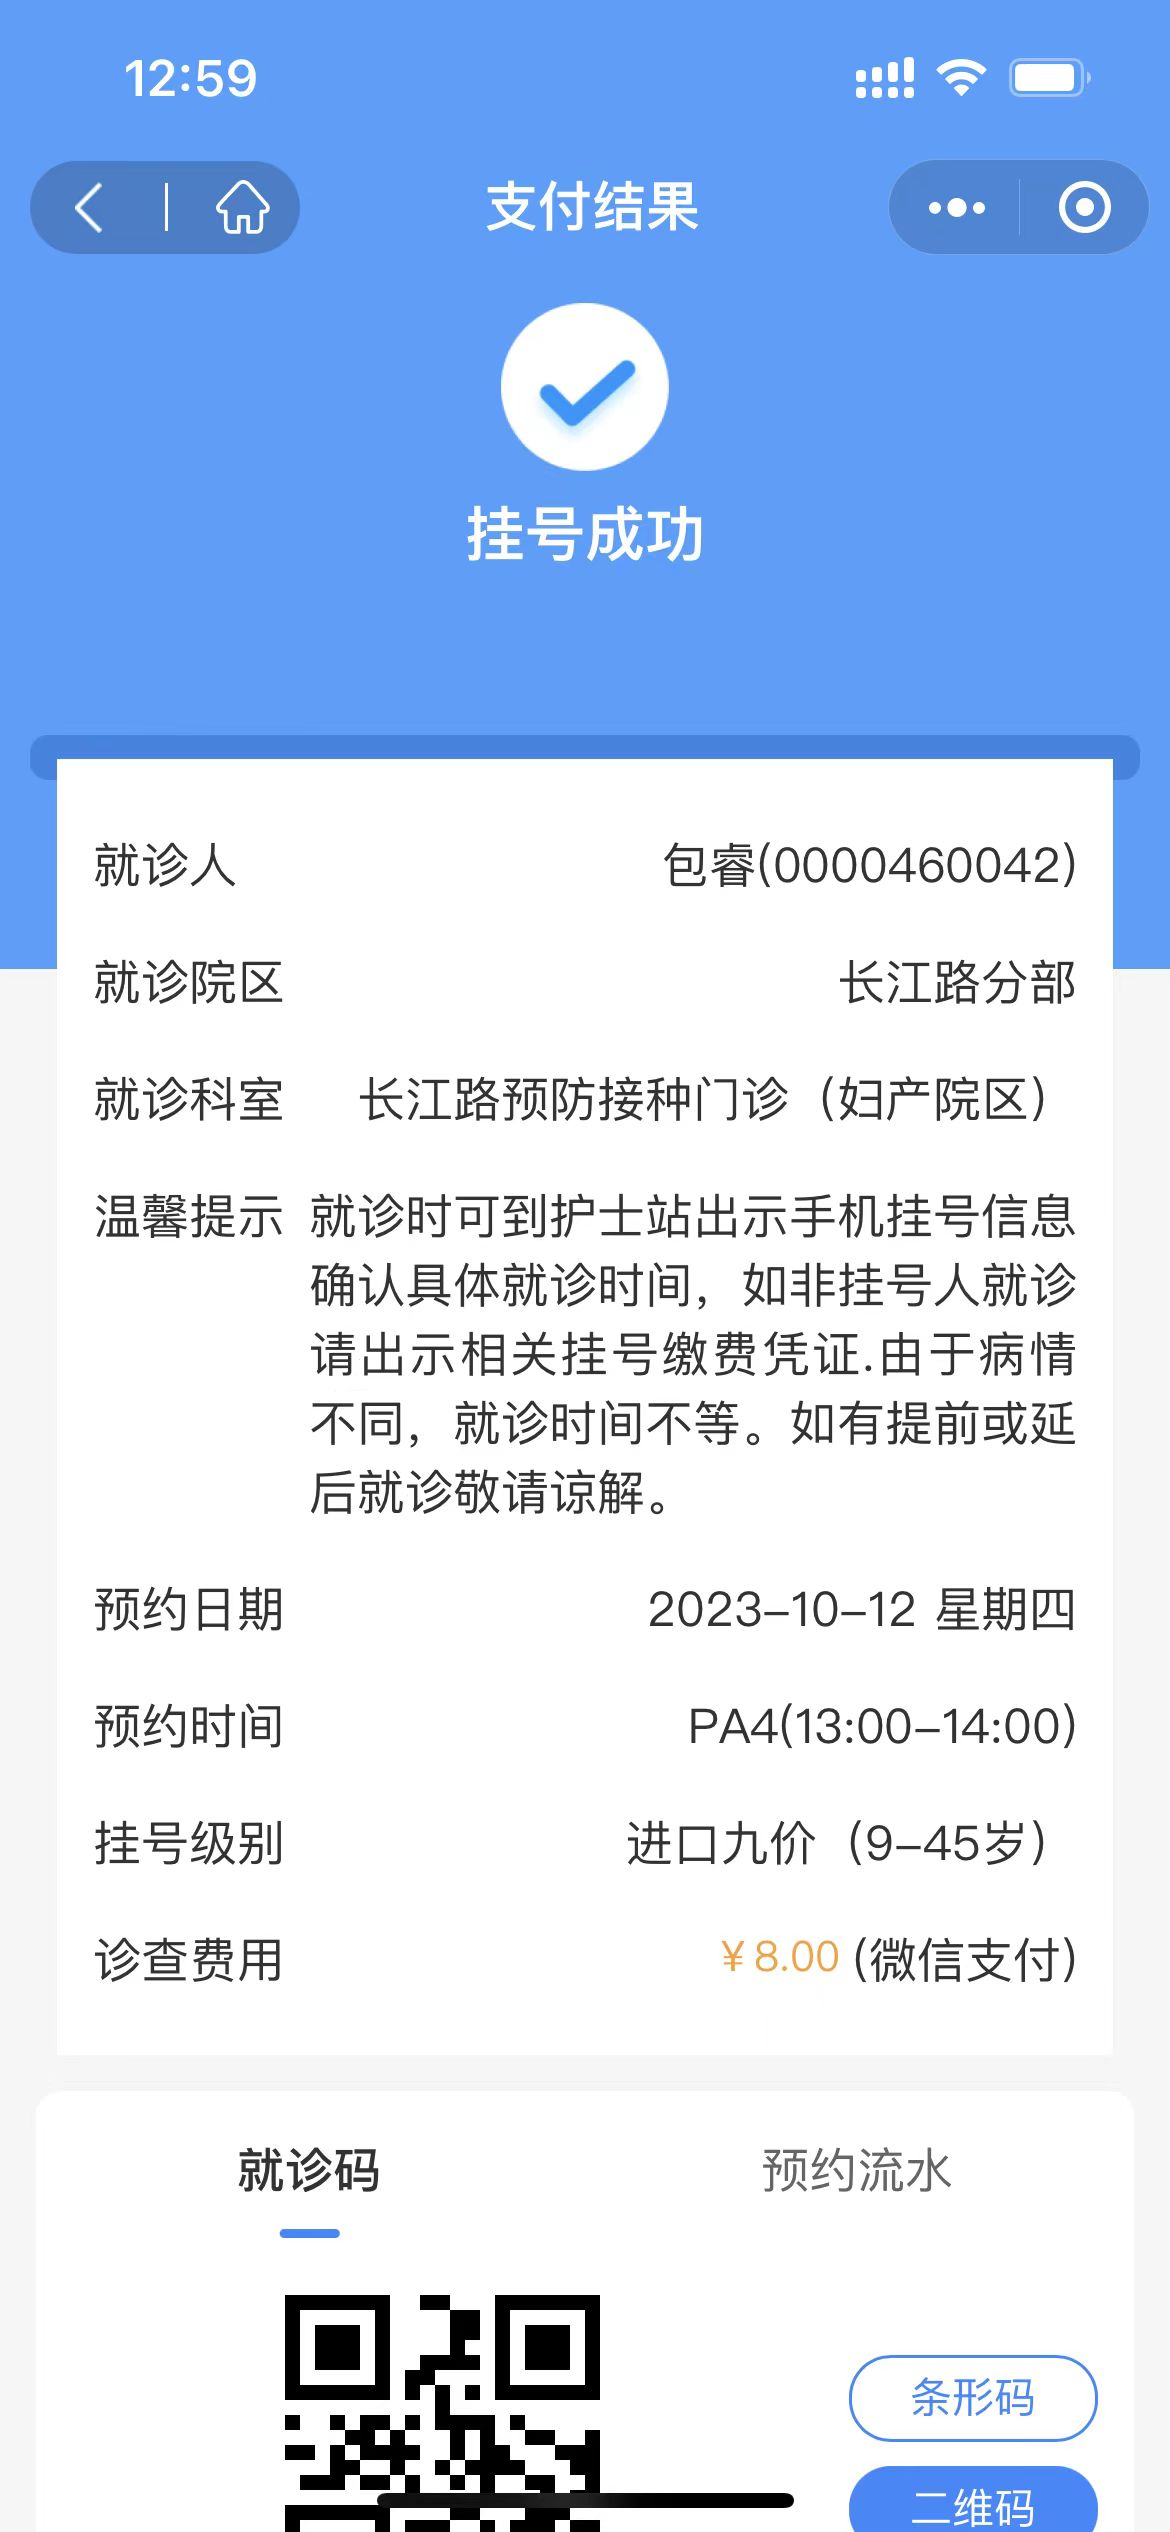 12:59
支付结果
挂号成功
就诊人 包睿(0000460042)
就诊院区 长江路分部
就诊科室 长江路预防接种门诊（妇产院区）
温馨提示 就诊时可到护士站出示手机挂号信息
确认具体就诊时间，如非挂号人就诊
请出示相关挂号缴费凭证.由于病情
不同，就诊时间不等。如有提前或延
后就诊敬请谅解。
预约日期 2023-10-12 星期四
预约时间 PA4(13:00-14:00)
挂号级别 进口九价（9-45岁）
诊查费用 ¥8.00 (微信支付)
就诊码 预约流水
条形码
二维码